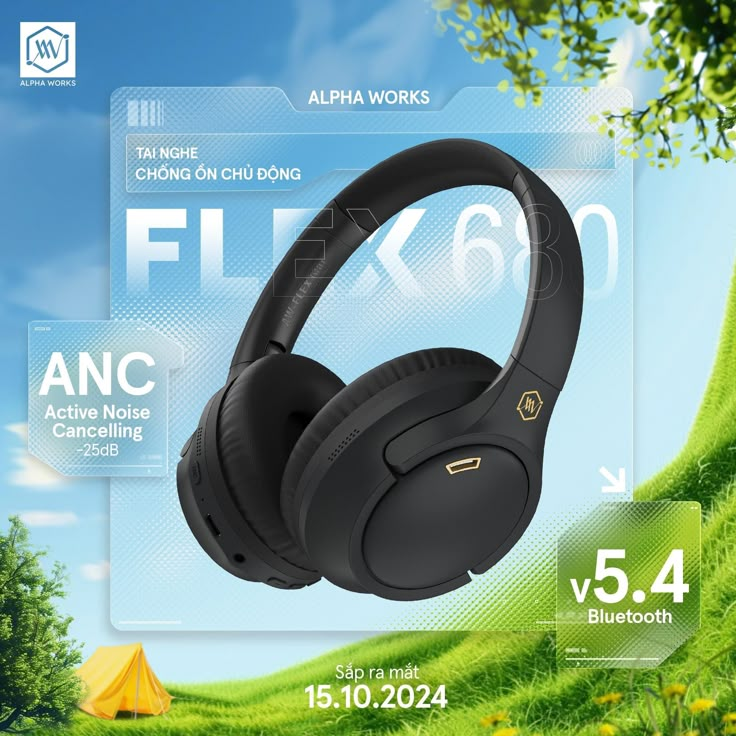 ALPHA WORKS
ALPHA WORKS
TAI NGHE
CHỐNG ỒN CHỦ ĐỘNG
FLEX 680
ANC
Active Noise
Cancelling
-25dB
v5.4
Bluetooth
Sắp ra mắt
15.10.2024